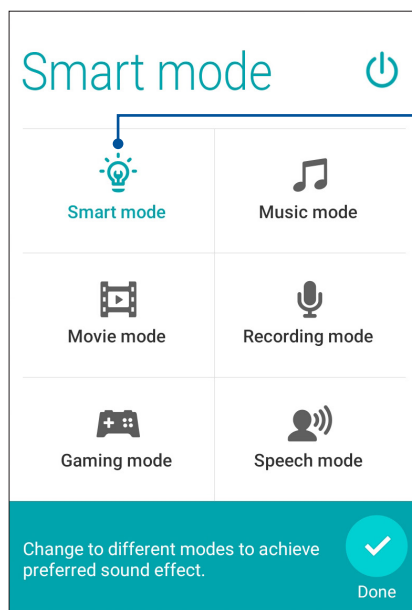 Smart mode
Smart mode
Music mode
Movie mode
Recording mode
Gaming mode
Speech mode
Change to different modes to achieve
preferred sound effect.
Done